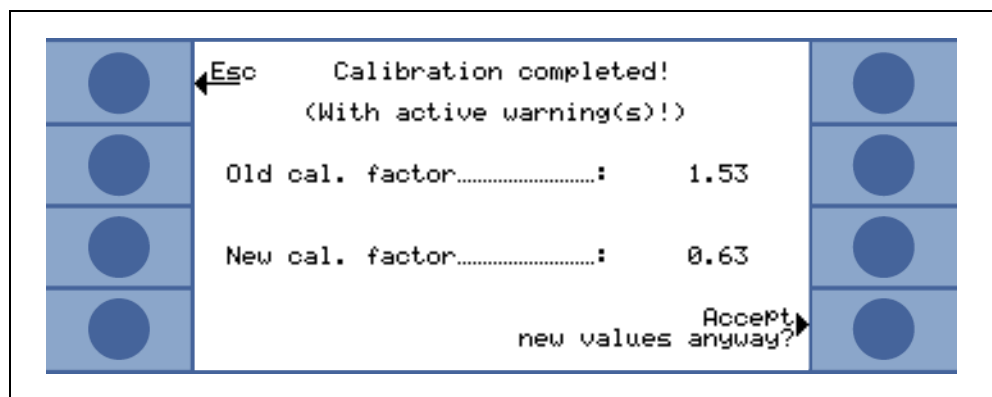 Esc Calibration completed!
(With active warning(s)!)
Old cal. factor........................: 1.53
New cal. factor........................: 0.63
Accept
new values anyway?